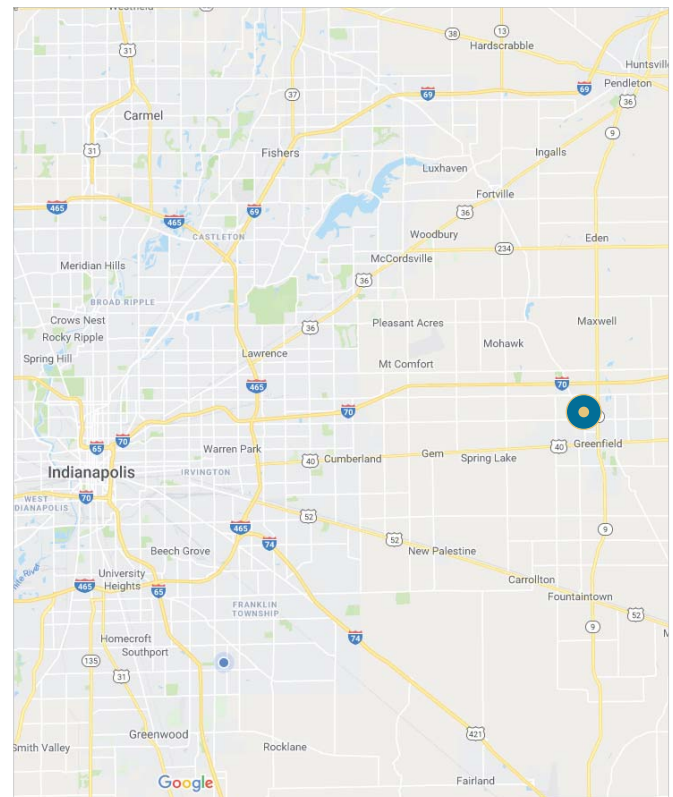 Westfield
31
38
13
Hardscrabble
Huntsvill
Pendleton
69
69
37
36
Carmel
9
31
Fishers
Ingalls
Luxhaven
Fortville
465
69
465
36
CASTLETON
Woodbury
Eden
234
McCordsville
Meridian Hills
36
BROAD RIPPLE
Crows Nest
Pleasant Acres
Maxwell
36
Rocky Ripple
Mohawk
Spring Hill
Lawrence
Mt Comfort
465
70
70
65
70
Warren Park
40
Greenfield
40
Cumberland
Gem
Spring Lake
Indianapolis
IRVINGTON
WEST
DIANAPOLIS
70
52
465
9
74
52
Beech Grove
New Palestine
University
Heights
465
65
Carrollton
Fountaintown
FRANKLIN
TOWNSHIP
52
9
Homecroft
74
Southport
135
31
Greenwood
421
Smith Valley
Rocklane
Fairland
Google